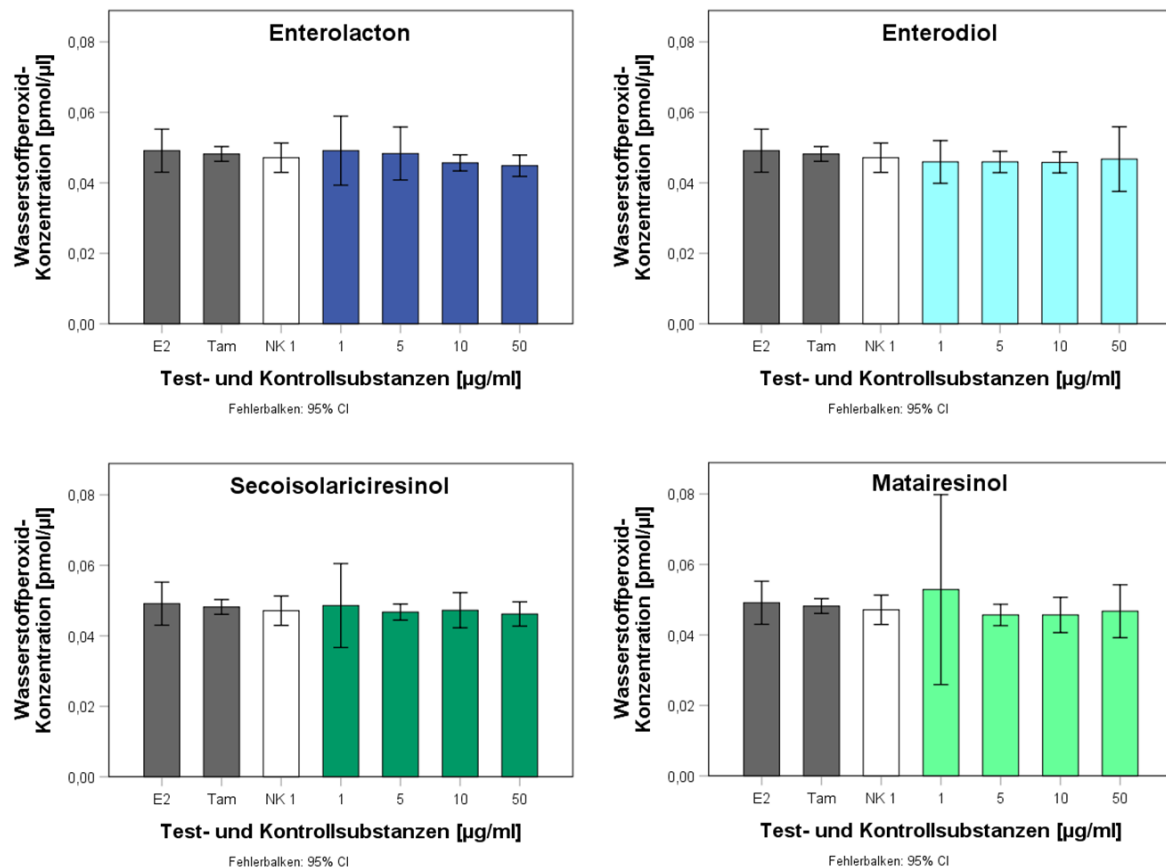 Enterolacton
Wasserstoffperoxid-
Konzentration [pmol/µl]
0,08
0,06
0,04
0,02
0,00
E2 Tam NK 1 1 5 10 50
Test- und Kontrollsubstanzen [µg/ml]
Fehlerbalken: 95% CI
Enterodiol
Wasserstoffperoxid-
Konzentration [pmol/µl]
0,08
0,06
0,04
0,02
0,00
E2 Tam NK 1 1 5 10 50
Test- und Kontrollsubstanzen [µg/ml]
Fehlerbalken: 95% CI
Secoisolariciresinol
Wasserstoffperoxid-
Konzentration [pmol/µl]
0,08
0,06
0,04
0,02
0,00
E2 Tam NK 1 1 5 10 50
Test- und Kontrollsubstanzen [µg/ml]
Fehlerbalken: 95% CI
Matairesinol
Wasserstoffperoxid-
Konzentration [pmol/µl]
0,08
0,06
0,04
0,02
0,00
E2 Tam NK 1 1 5 10 50
Test- und Kontrollsubstanzen [µg/ml]
Fehlerbalken: 95% CI